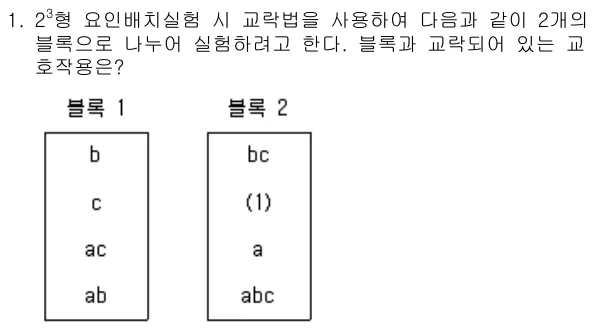 1. 2³형 요인배치실험 시 교락법을 사용하여 다음과 같이 2개의
블록으로 나누어 실험하려고 한다. 블록과 교락되어 있는 교
호작용은?
블록 1 블록 2
b bc
c (1)
ac a
ab abc